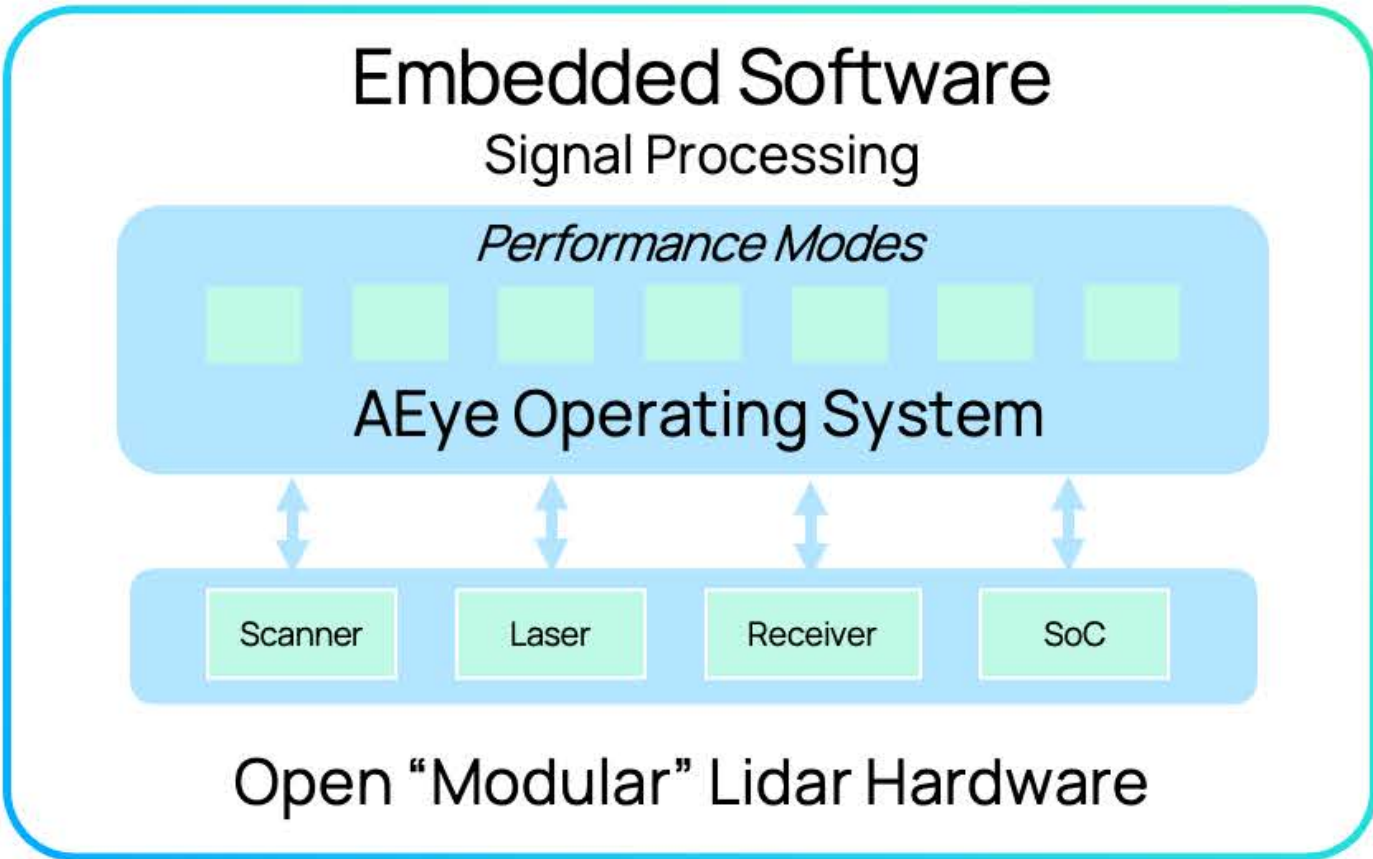 Embedded Software
Signal Processing
Performance Modes
AEye Operating System
Scanner
Laser
Receiver
SoC
Open “Modular” Lidar Hardware